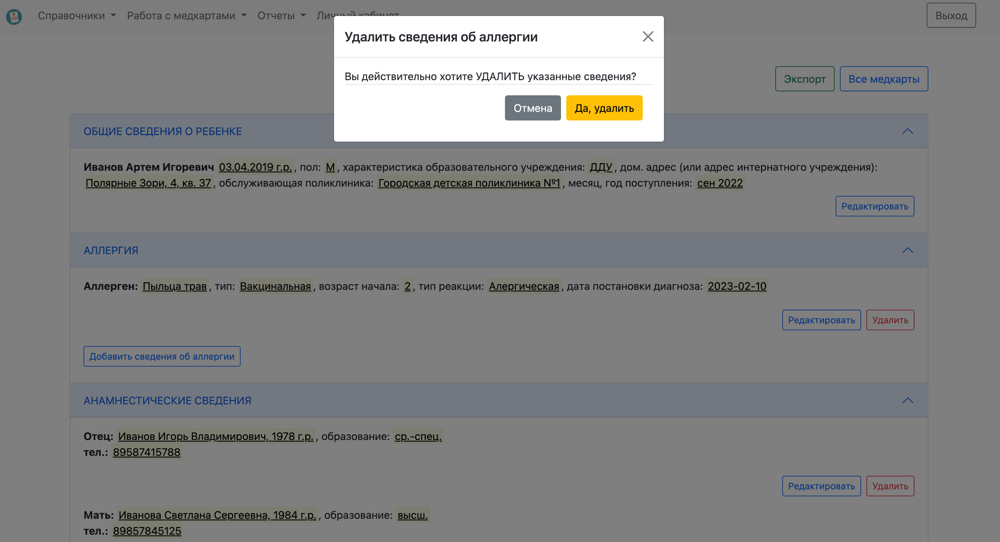 Справочники Работа с медкартами Отчеты Личный кабинет Выход
Удалить сведения об аллергии
Вы действительно хотите УДАЛИТЬ указанные сведения?
Отмена Да, удалить
Экспорт Все медкарты
ОБЩИЕ СВЕДЕНИЯ О РЕБЕНКЕ
Иванов Артем Игоревич 03.04.2019 г.р. , пол: М , характеристика образовательного учреждения: ДДУ , дом. адрес (или адрес интернатного учреждения):
Полярные Зори, 4, кв. 37 , обслуживающая поликлиника: Городская детская поликлиника №1 , месяц, год поступления: сен 2022
Редактировать
АЛЛЕРГИЯ
Аллерген: Пыльца трав , тип: Вакцинальная , возраст начала: 2 , тип реакции: Алергическая , дата постановки диагноза: 2023-02-10
Редактировать Удалить
Добавить сведения об аллергии
АНАМНЕСТИЧЕСКИЕ СВЕДЕНИЯ
Отец: Иванов Игорь Владимирович, 1978 г.р. , образование: ср.-спец.
тел.: 89587415788
Редактировать Удалить
Мать: Иванова Светлана Сергеевна, 1984 г.р. , образование: высш.
тел.: 89857845125